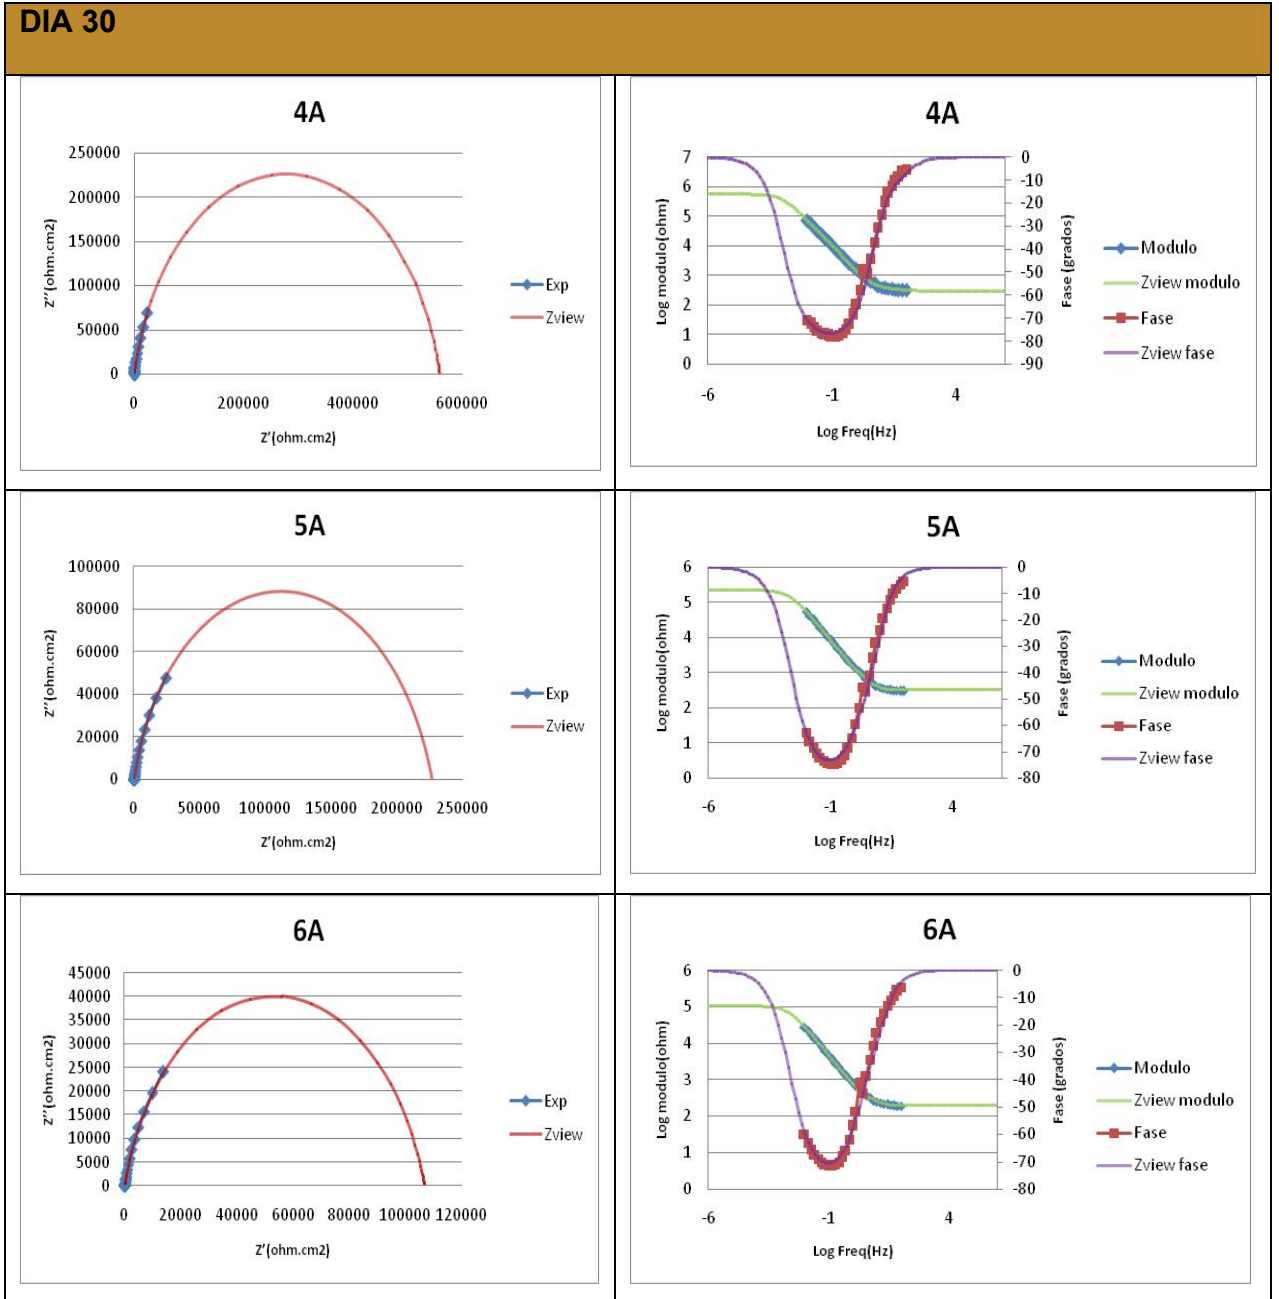 DIA 30
4A
250000
200000
150000
100000
50000
0
Z''(ohm.cm2)
0 200000 400000 600000
Z'(ohm.cm2)
Exp
Zview
4A
7
6
5
4
3
2
1
0
Log modulo(ohm)
0
-10
-20
-30
-40
-50
-60
-70
-80
-90
Fase (grados)
-6 -1 4
Log Freq(Hz)
Modulo
Zview modulo
Fase
Zview fase
5A
100000
80000
60000
40000
20000
0
Z''(ohm.cm2)
0 50000 100000 150000 200000 250000
Z'(ohm.cm2)
Exp
Zview
5A
6
5
4
3
2
1
0
Log modulo(ohm)
0
-10
-20
-30
-40
-50
-60
-70
-80
Fase (grados)
-6 -1 4
Log Freq(Hz)
Modulo
Zview modulo
Fase
Zview fase
6A
45000
40000
35000
30000
25000
20000
15000
10000
5000
0
Z''(ohm.cm2)
0 20000 40000 60000 80000 100000 120000
Z'(ohm.cm2)
Exp
Zview
6A
6
5
4
3
2
1
0
Log modulo(ohm)
0
-10
-20
-30
-40
-50
-60
-70
-80
Fase (grados)
-6 -1 4
Log Freq(Hz)
Modulo
Zview modulo
Fase
Zview fase